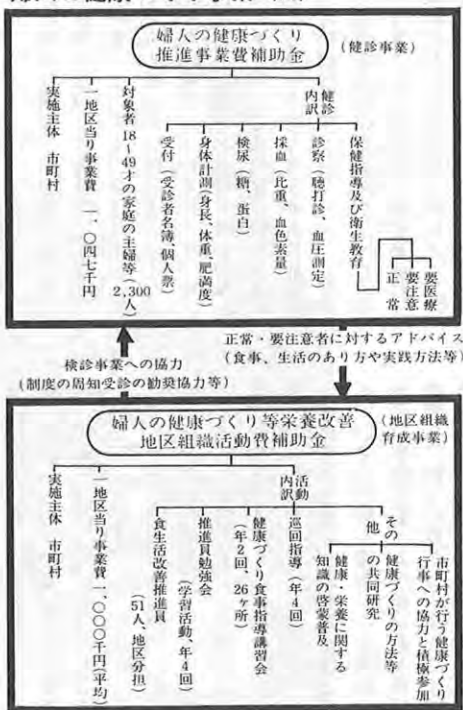 婦人の健康づくり
推進事業費補助金
(健診事業)
健診
内訳
保健指導及び衛生教育
要医療
要注意
正常
診察(聴打診、血圧測定)
採血(比重、血色素量)
検尿(糖、蛋白)
身体計測(身長、体重、肥満度)
受付(受診者名簿、個人票)
対象者 18～49才の家庭の主婦等
(2,300人)
一地区当り事業費 一、〇四七千円
実施主体 市町村
検診事業への協力
(制度の周知受診の勧奨協力等)
正常・要注意者に対するアドバイス
(食事、生活のあり方や実践方法等)
婦人の健康づくり等栄養改善
地区組織活動費補助金
(地区組織
育成事業)
活動
内訳
その他
市町村が行う健康づくり
行事への協力と積極参加
健康づくりの方法等
の共同研究
健康・栄養に関する
知識の啓蒙普及
巡回指導(年4回)
健康づくり食事指導講習会
(年2回、26ヶ所)
推進員勉強会
(学習活動、年4回)
食生活改善推進員
(51人、地区分担)
一地区当り事業費 一、〇〇〇千円(平均)
実施主体 市町村